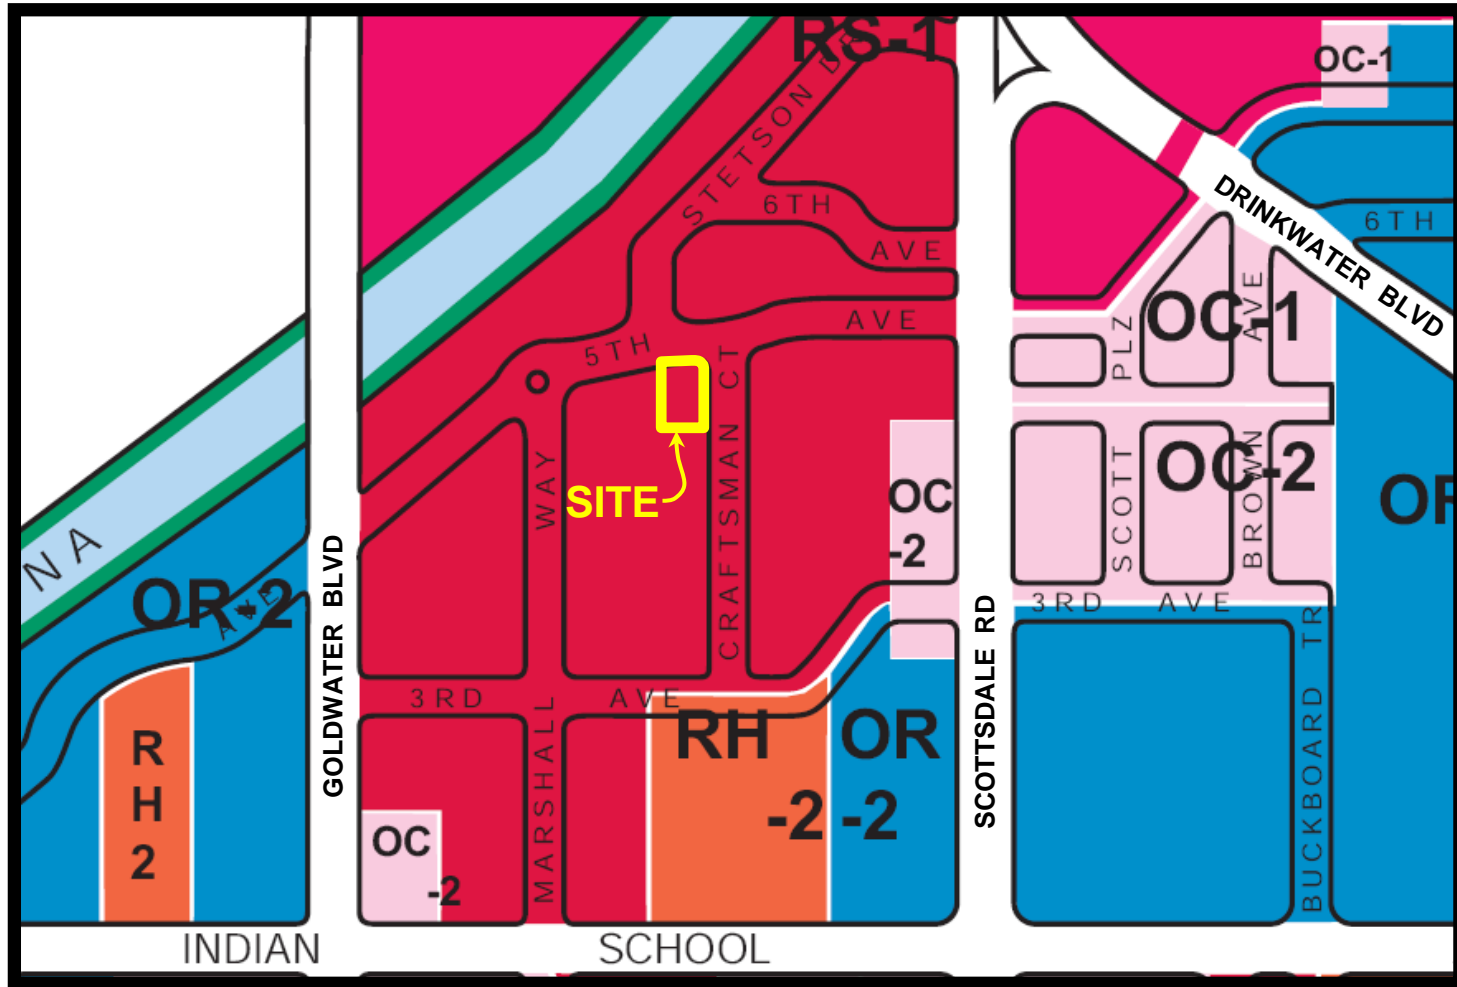 RS-1
OC-1
STETSON DR
6TH
AVE
DRINKWATER BLVD
6TH
5TH
AVE
PLZ
OC-1
AVE
NA
OR-2
AVE
WAY
SITE
CRAFTSMAN CT
OC
-2
SCOTT
OC-2
BROWN
OR
GOLDWATER BLVD
SCOTTSDALE RD
3RD AVE
3RD AVE
R
H
2
RH
-2
OR
-2
MARSHALL
OC
-2
BUCKBOARD TR
INDIAN SCHOOL